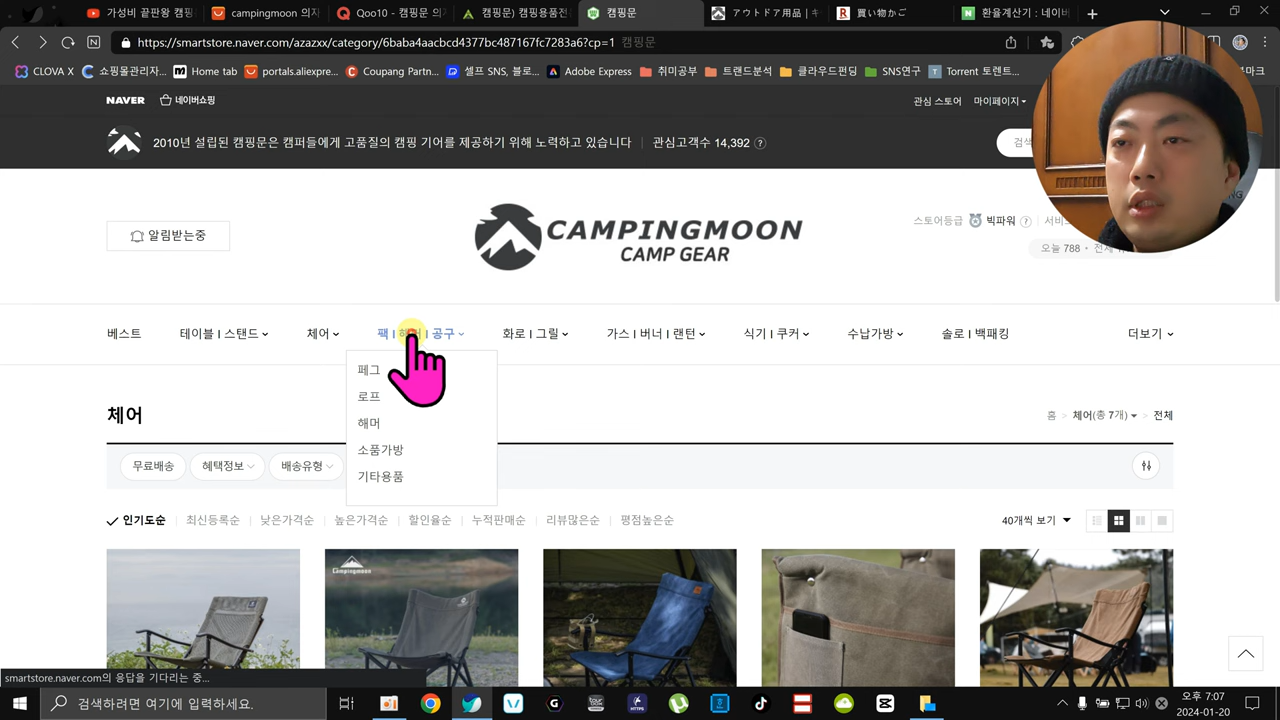 가성비 끝판왕 캠핑
campingmoon 의자
Qoo10 - 캠핑문 의기
캠핑문) 캠핑용품전
캠핑문
アウトドア用品 | キ
買い物かご
환율계산기 : 네이버
https://smartstore.naver.com/azazxx/category/6baba4aacbcd4377bc487167fc7283a6?cp=1 캠핑문
CLOVA X
쇼핑몰관리자...
Home tab
portals.aliexpre...
Coupang Partn...
셀프 SNS, 블로...
Adobe Express
취미공부
트랜드분석
클라우드펀딩
SNS연구
Torrent 토렌트...
북마크
NAVER 네이버쇼핑
관심 스토어 마이페이지
2010년 설립된 캠핑문은 캠퍼들에게 고품질의 캠핑 기어를 제공하기 위해 노력하고 있습니다 | 관심고객수 14,392 ?
검색
알림받는중
CAMPINGMOON
CAMP GEAR
스토어등급 빅파워 ? 서비
오늘 788
베스트 테이블 l 스탠드 체어 팩 l 해머 l 공구 화로 l 그릴 가스 l 버너 l 랜턴 식기 l 쿠커 수납가방 솔로 l 백패킹 더보기
페그
로프
해머
소품가방
기타용품
체어
홈 > 체어(총 7개) > 전체
무료배송 혜택정보 배송유형
인기도순 최신등록순 낮은가격순 높은가격순 할인율순 누적판매순 리뷰많은순 평점높은순
40개씩 보기
Campingmoon
smartstore.naver.com의 응답을 기다리는 중...
검색하려면 여기에 입력하세요.
오후 7:07
2024-01-20